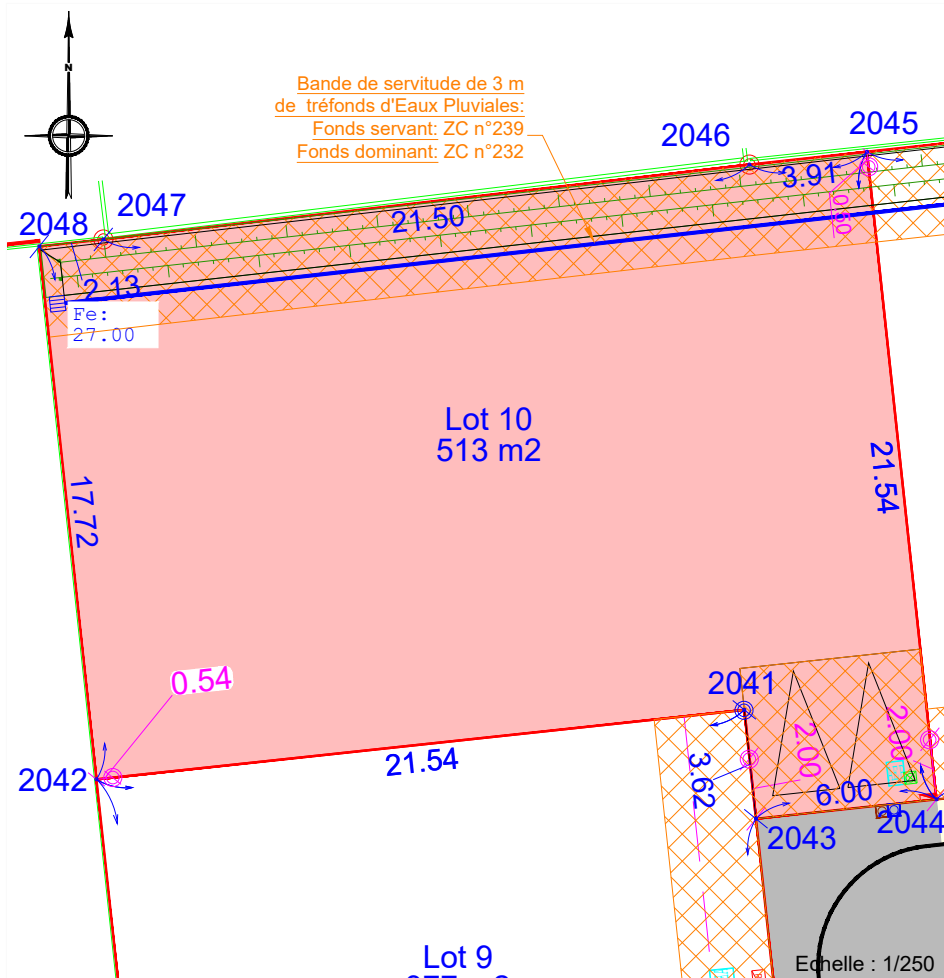 N
Bande de servitude de 3 m
de tréfonds d'Eaux Pluviales:
Fonds servant: ZC n°239
Fonds dominant: ZC n°232
2046
2045
2047
2048
3.91
21.50
0.50
2.13
Fe:
27.00
Lot 10
513 m2
21.54
17.72
0.54
2041
2.00
2.00
21.54
3.62
2042
6.00
2043
2044
Lot 9
Echelle : 1/250